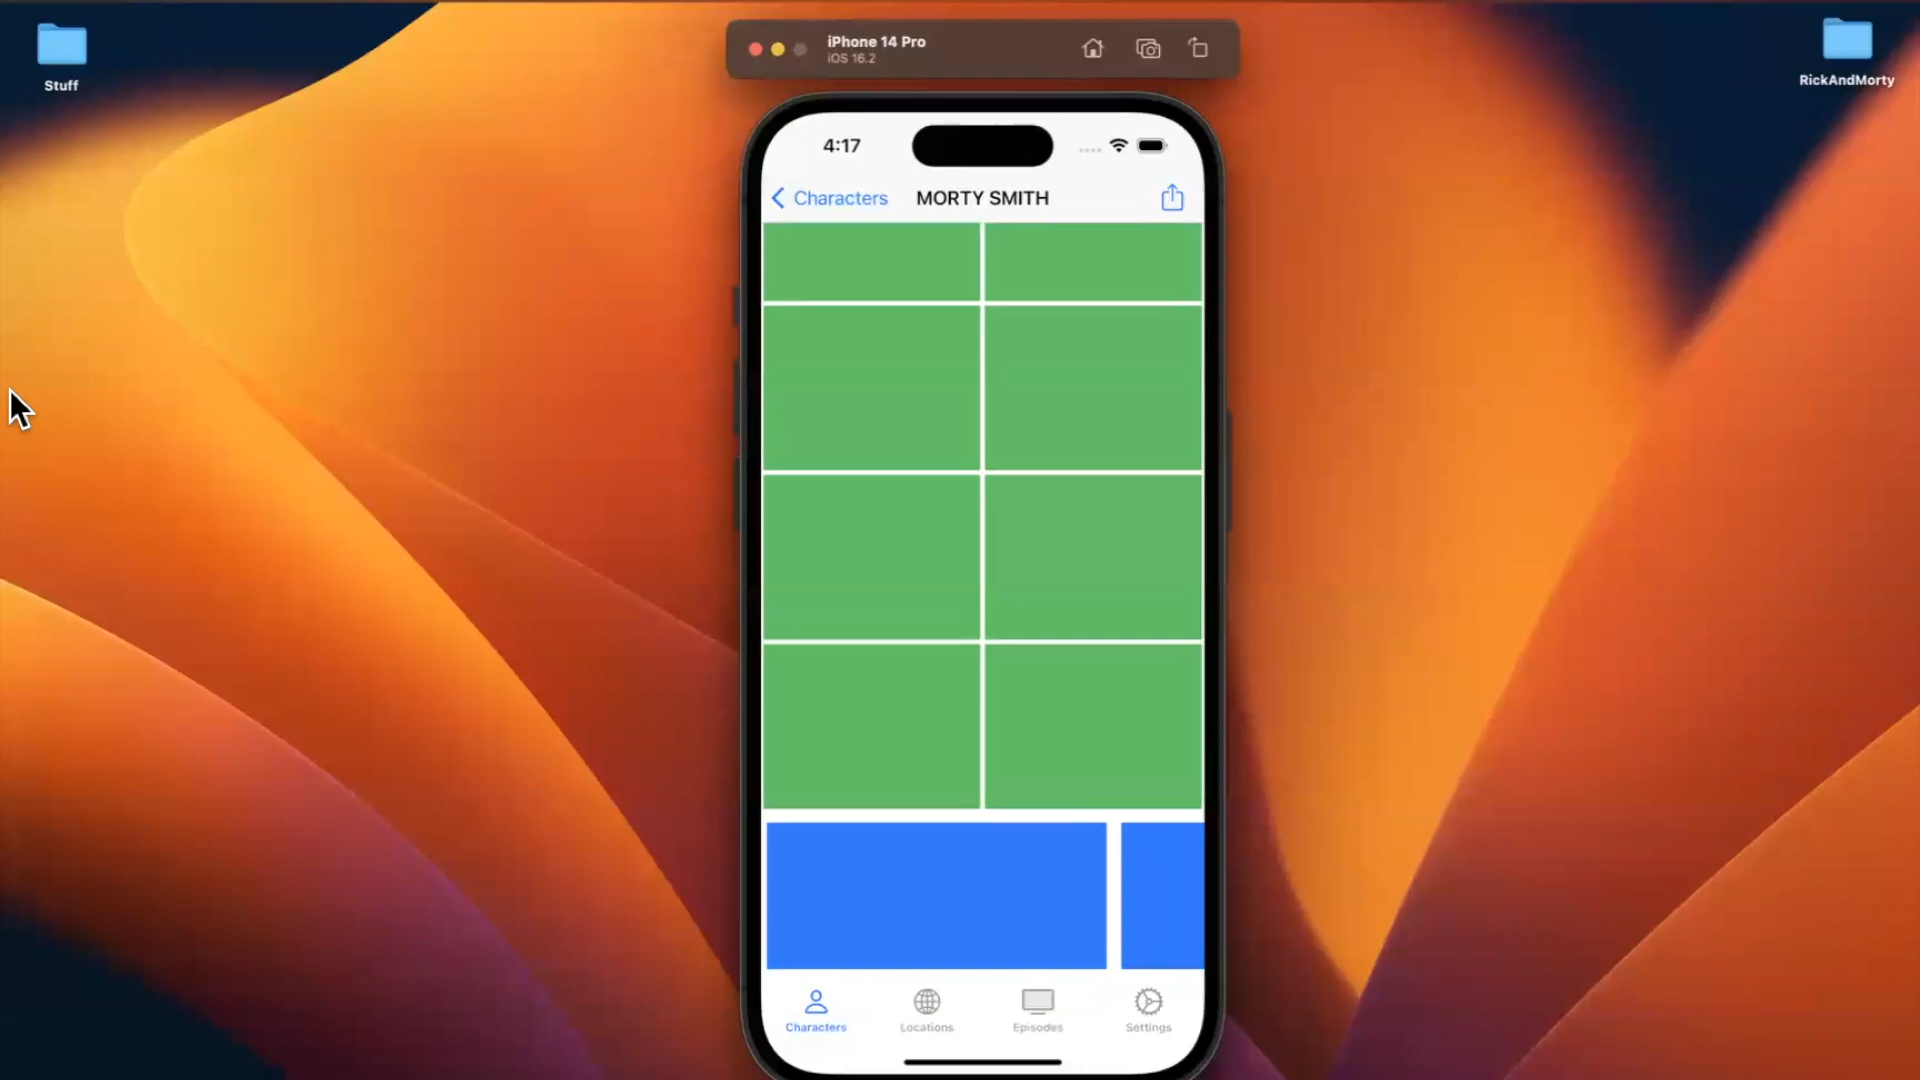 iPhone 14 Pro
iOS 16.2
Stuff
RickAndMorty
4:17
Characters
MORTY SMITH
Characters
Locations
Episodes
Settings